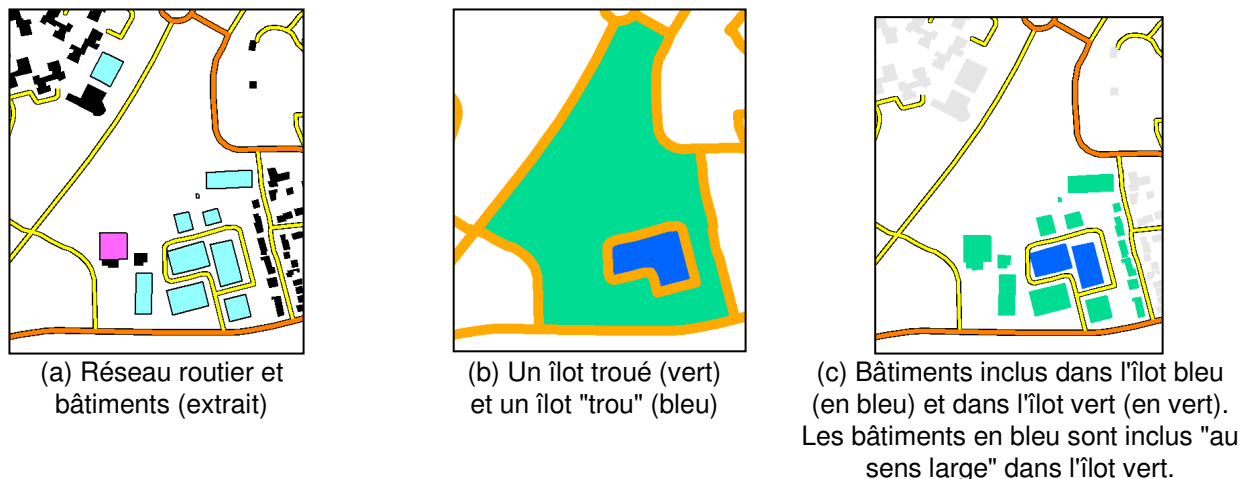 (a) Réseau routier et
bâtiments (extrait)
(b) Un îlot troué (vert)
et un îlot "trou" (bleu)
(c) Bâtiments inclus dans l'îlot bleu
(en bleu) et dans l'îlot vert (en vert).
Les bâtiments en bleu sont inclus "au
sens large" dans l'îlot vert.